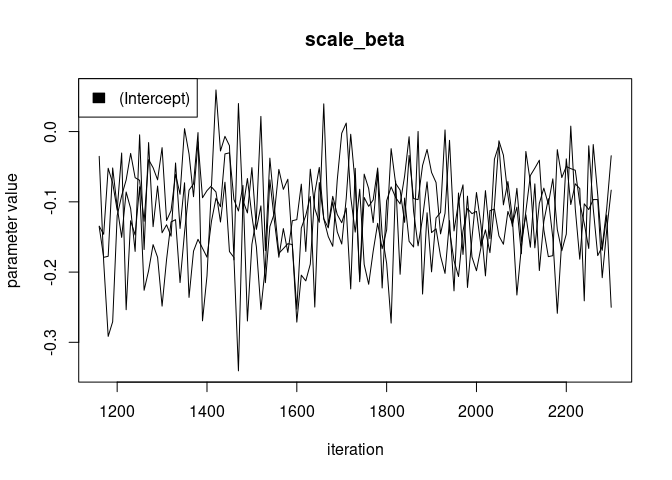 scale_beta
(Intercept)
parameter value
0.0
-0.1
-0.2
-0.3
1200 1400 1600 1800 2000 2200
iteration